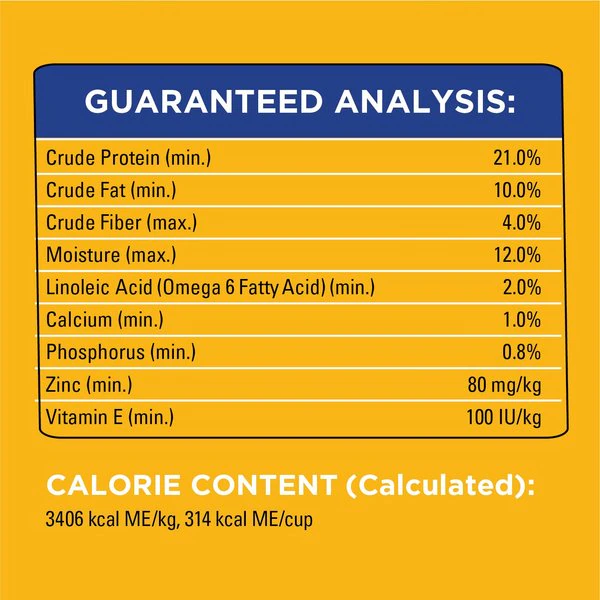 GUARANTEED ANALYSIS:
Crude Protein (min.) 21.0%
Crude Fat (min.) 10.0%
Crude Fiber (max.) 4.0%
Moisture (max.) 12.0%
Linoleic Acid (Omega 6 Fatty Acid) (min.) 2.0%
Calcium (min.) 1.0%
Phosphorus (min.) 0.8%
Zinc (min.) 80 mg/kg
Vitamin E (min.) 100 IU/kg
CALORIE CONTENT (Calculated):
3406 kcal ME/kg, 314 kcal ME/cup